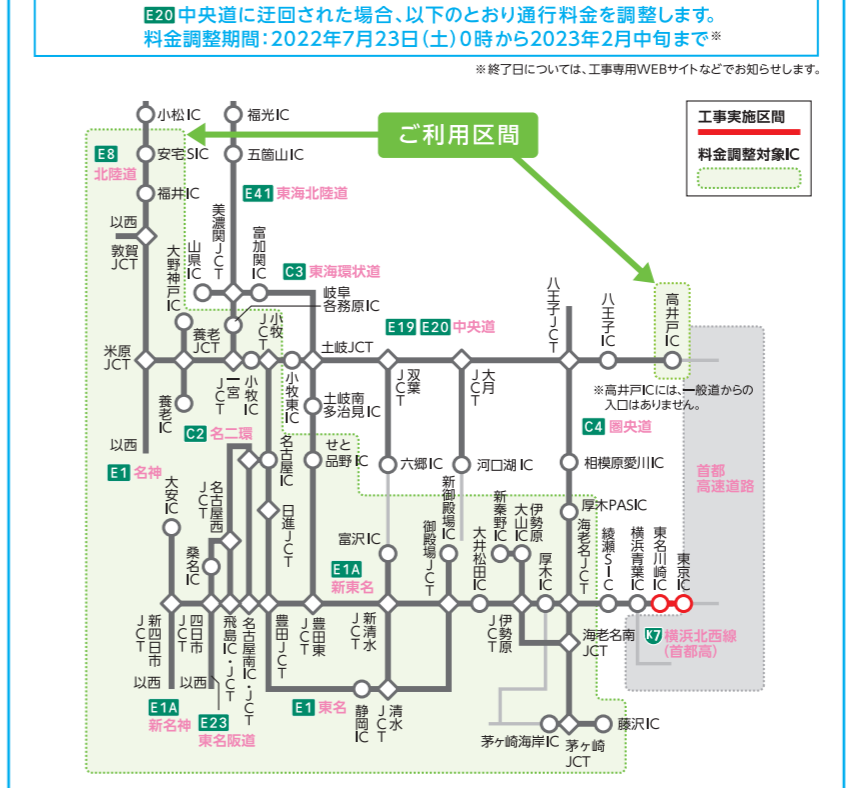 E20 中央道に迂回された場合、以下のとおり通行料金を調整します。
料金調整期間：2022年7月23日(土)0時から2023年2月中旬まで※
※終了日については、工事専用WEBサイトなどでお知らせします。
小松IC
福光IC
ご利用区間
工事実施区間
料金調整対象IC
E8
北陸道
安宅SIC
五箇山IC
福井IC
E41 東海北陸道
以西
敦賀
JCT
大野神戸IC
山県IC
美濃関JCT
富加関IC
C3 東海環状道
岐阜
各務原IC
E19 E20 中央道
八王子JCT
八王子IC
高井戸IC
養老
JCT
小牧JCT
土岐JCT
米原
JCT
養老IC
一宮JCT
小牧IC
小牧東IC
土岐南
多治見IC
双葉JCT
大月JCT
※高井戸ICには、一般道からの
入口はありません。
C4 圏央道
以西
C2 名二環
E1 名神
名古屋IC
せと
品野IC
六郷IC
河口湖IC
相模原愛川IC
首都
高速道路
大安IC
名古屋西JCT
桑名IC
日進JCT
富沢IC
E1A
新東名
新御殿場IC
御殿場JCT
大井松田IC
新秦野IC
伊勢原大山IC
厚木IC
厚木PASIC
海老名JCT
綾瀬SIC
横浜青葉IC
東名川崎IC
東京IC
新四日市JCT
四日市JCT
飛島IC・JCT
名古屋南IC・JCT
豊田JCT
豊田東JCT
新清水JCT
伊勢原JCT
海老名南
JCT
K7 横浜北西線
(首都高)
以西
以西
E1A
新名神
E23
東名阪道
E1 東名
静岡IC
清水JCT
茅ヶ崎海岸IC
茅ヶ崎
JCT
藤沢IC